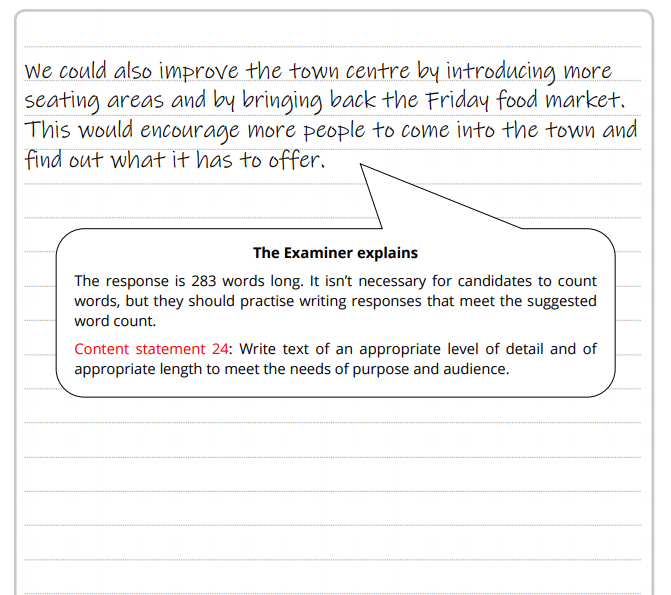 We could also improve the town centre by introducing more
seating areas and by bringing back the Friday food market.
This would encourage more people to come into the town and
find out what it has to offer.
The Examiner explains
The response is 283 words long. It isn't necessary for candidates to count
words, but they should practise writing responses that meet the suggested
word count.
Content statement 24: Write text of an appropriate level of detail and of
appropriate length to meet the needs of purpose and audience.